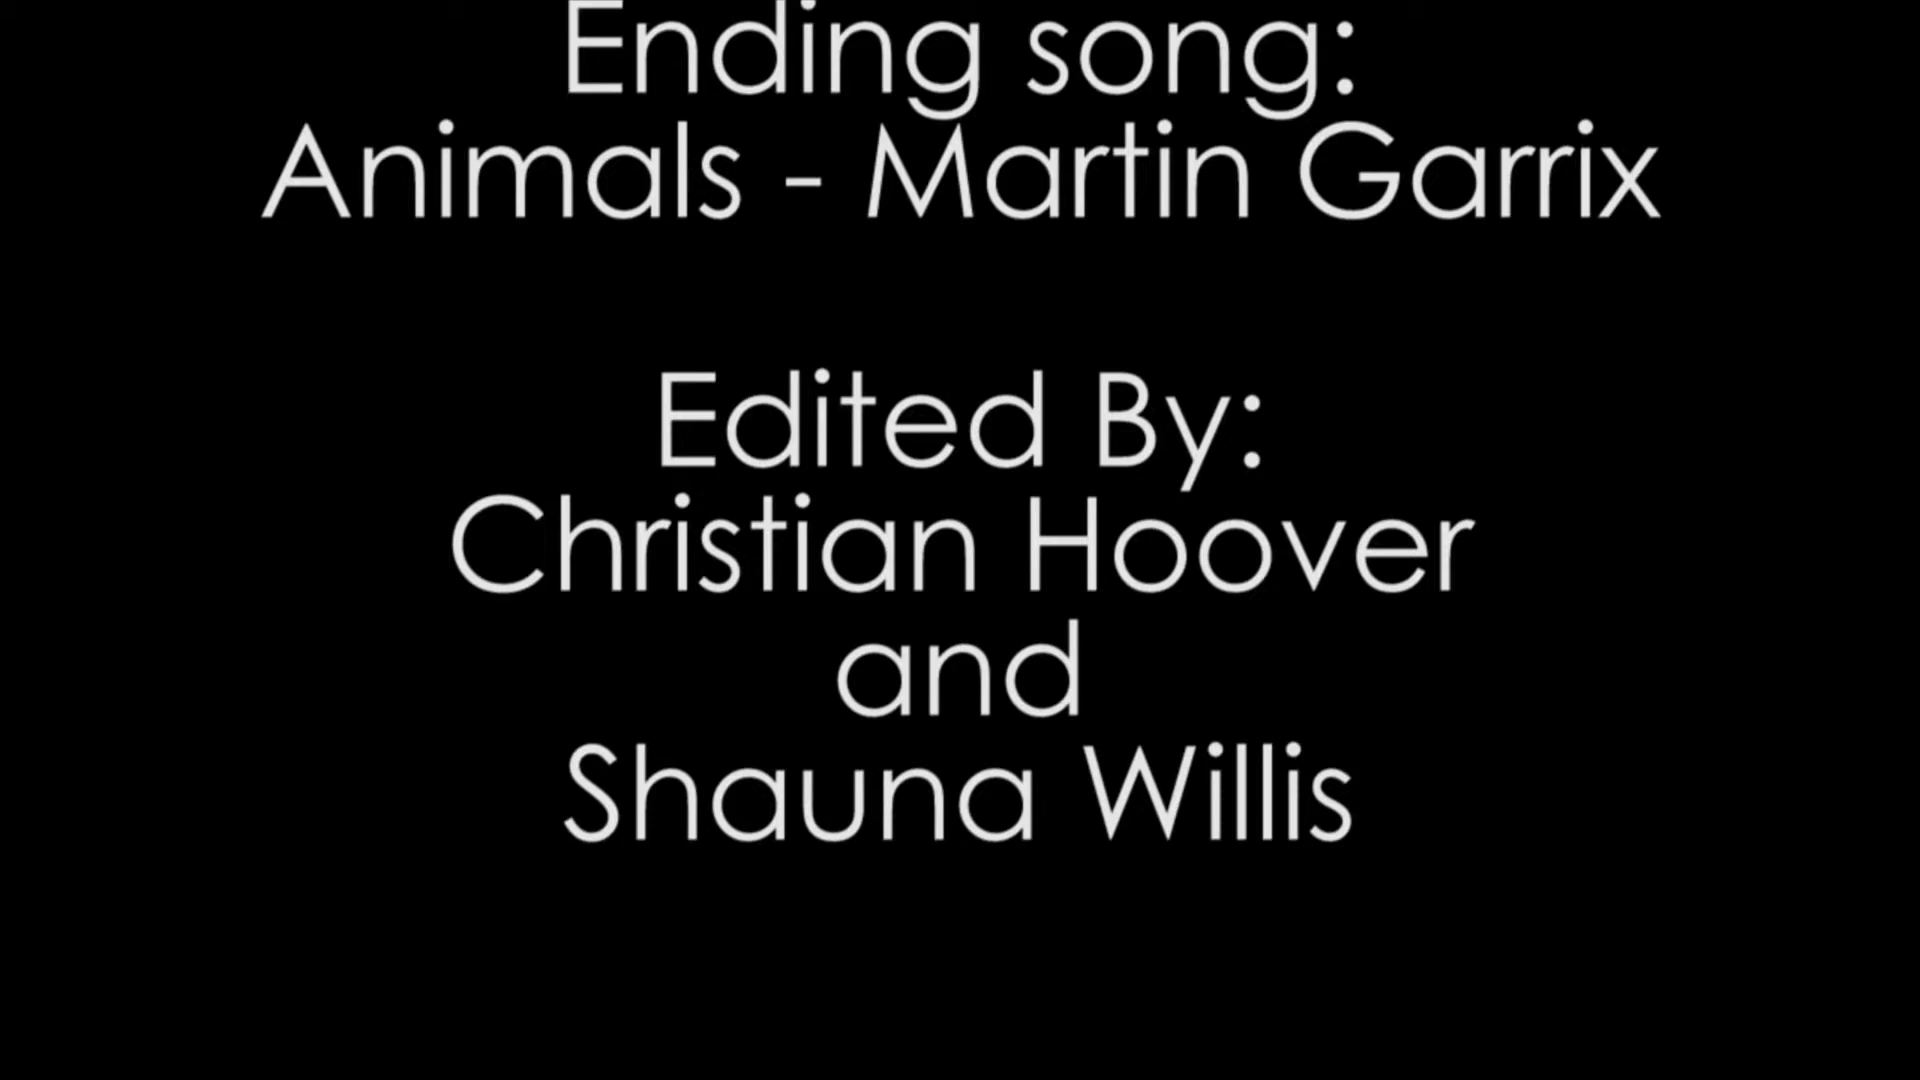 Ending song:
Animals - Martin Garrix
Edited By:
Christian Hoover
and
Shauna Willis